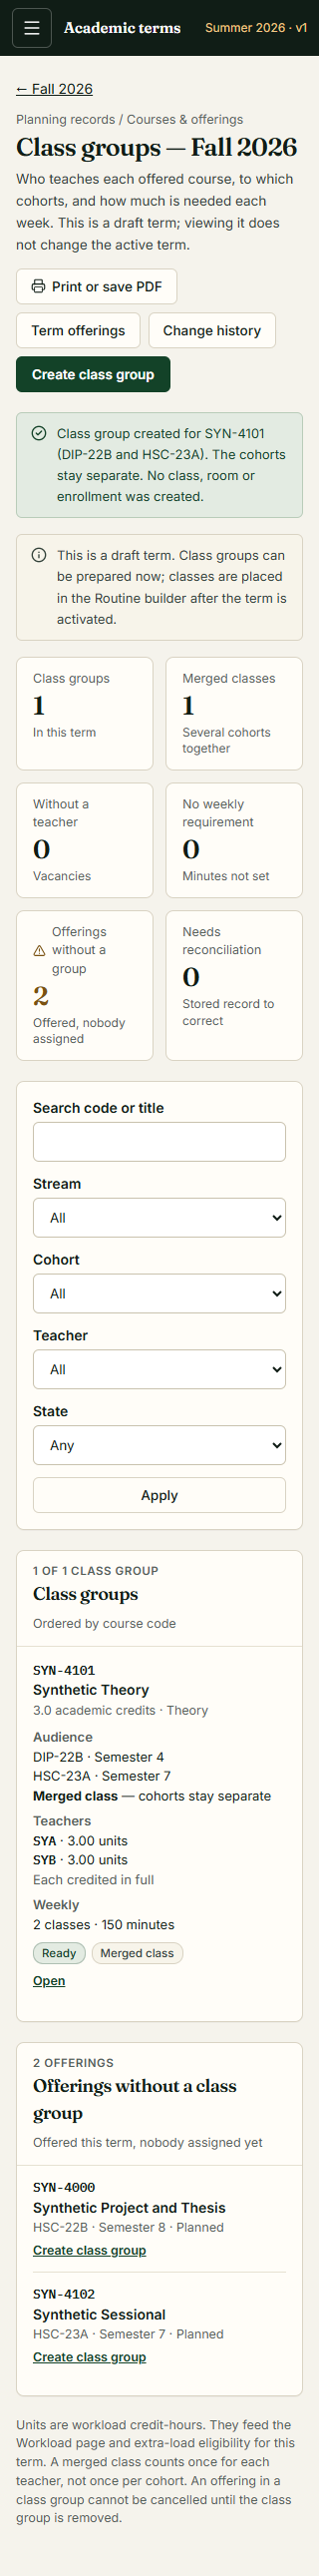 Academic terms
Summer 2026 · v1
← Fall 2026
Planning records / Courses & offerings
Class groups — Fall 2026
Who teaches each offered course, to which
cohorts, and how much is needed each
week. This is a draft term; viewing it does
not change the active term.
Print or save PDF
Term offerings
Change history
Create class group
Class group created for SYN-4101
(DIP-22B and HSC-23A). The cohorts
stay separate. No class, room or
enrollment was created.
This is a draft term. Class groups can
be prepared now; classes are placed
in the Routine builder after the term is
activated.
Class groups
1
In this term
Merged classes
1
Several cohorts
together
Without a
teacher
0
Vacancies
No weekly
requirement
0
Minutes not set
Offerings
without a
group
2
Offered, nobody
assigned
Needs
reconciliation
0
Stored record to
correct
Search code or title
Stream
All
Cohort
All
Teacher
All
State
Any
Apply
1 OF 1 CLASS GROUP
Class groups
Ordered by course code
SYN-4101
Synthetic Theory
3.0 academic credits · Theory
Audience
DIP-22B · Semester 4
HSC-23A · Semester 7
Merged class — cohorts stay separate
Teachers
SYA · 3.00 units
SYB · 3.00 units
Each credited in full
Weekly
2 classes · 150 minutes
Ready
Merged class
Open
2 OFFERINGS
Offerings without a class
group
Offered this term, nobody assigned yet
SYN-4000
Synthetic Project and Thesis
HSC-22B · Semester 8 · Planned
Create class group
SYN-4102
Synthetic Sessional
HSC-23A · Semester 7 · Planned
Create class group
Units are workload credit-hours. They feed the
Workload page and extra-load eligibility for this
term. A merged class counts once for each
teacher, not once per cohort. An offering in a
class group cannot be cancelled until the class
group is removed.